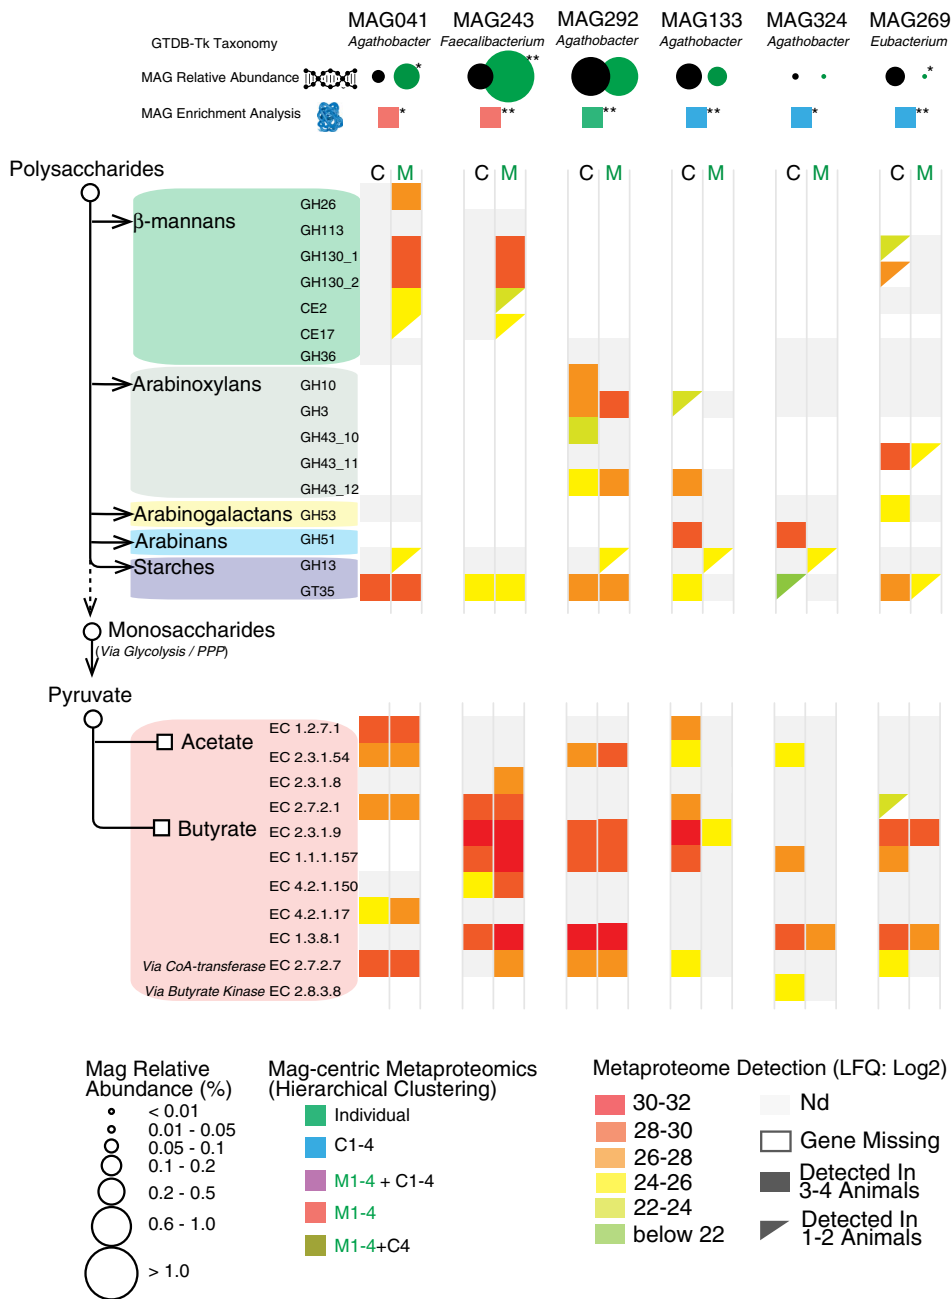 MAG041 MAG243 MAG292 MAG133 MAG324 MAG269
GTDB-Tk Taxonomy Agathobacter Faecalibacterium Agathobacter Agathobacter Agathobacter Eubacterium
MAG Relative Abundance * ** *
MAG Enrichment Analysis * ** ** ** * **
Polysaccharides C M C M C M C M C M C M
GH26
β-mannans
GH113
GH130_1
GH130_2
CE2
CE17
GH36
Arabinoxylans GH10
GH3
GH43_10
GH43_11
GH43_12
Arabinogalactans GH53
Arabinans GH51
Starches GH13
GT35
Monosaccharides
(Via Glycolysis / PPP)
Pyruvate
EC 1.2.7.1
Acetate
EC 2.3.1.54
EC 2.3.1.8
EC 2.7.2.1
Butyrate EC 2.3.1.9
EC 1.1.1.157
EC 4.2.1.150
EC 4.2.1.17
EC 1.3.8.1
Via CoA-transferase EC 2.7.2.7
Via Butyrate Kinase EC 2.8.3.8
Mag Relative
Abundance (%)
< 0.01
0.01 - 0.05
0.05 - 0.1
0.1 - 0.2
0.2 - 0.5
0.6 - 1.0
> 1.0
Mag-centric Metaproteomics
(Hierarchical Clustering)
Individual
C1-4
M1-4 + C1-4
M1-4
M1-4+C4
Metaproteome Detection (LFQ: Log2)
30-32
28-30
26-28
24-26
22-24
below 22
Nd
Gene Missing
Detected In
3-4 Animals
Detected In
1-2 Animals